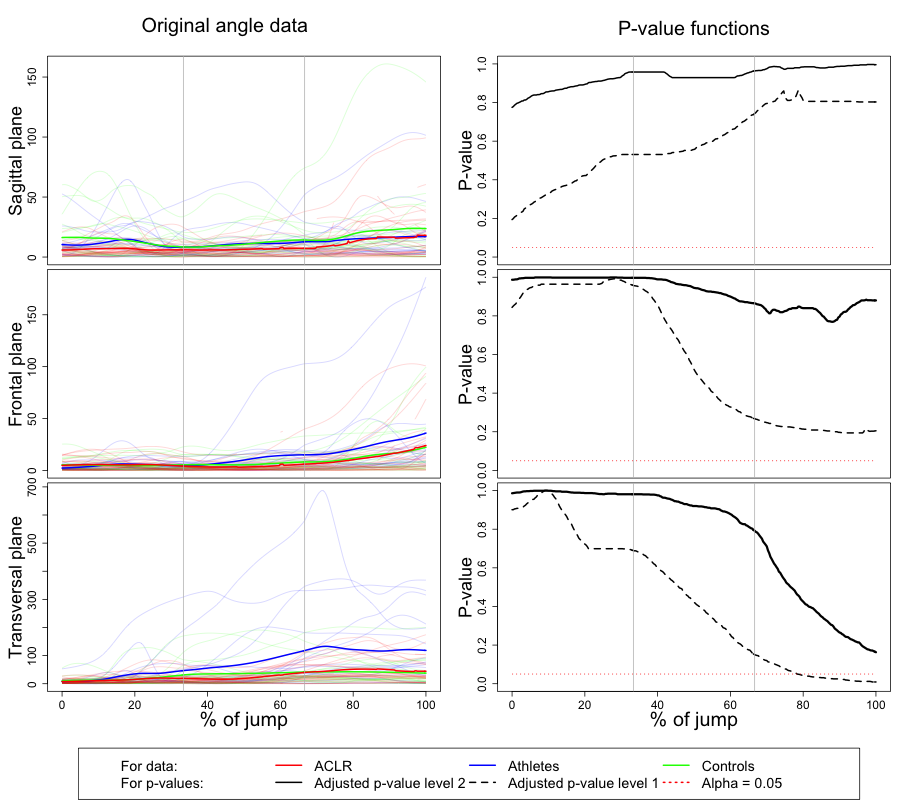 Original angle data
P-value functions
Sagittal plane
0 50 100 150
P-value
0.0 0.2 0.4 0.6 0.8 1.0
Frontal plane
0 50 100 150
P-value
0.0 0.2 0.4 0.6 0.8 1.0
Transversal plane
0 100 300 500 700
P-value
0.0 0.2 0.4 0.6 0.8 1.0
0 20 40 60 80 100
% of jump
0 20 40 60 80 100
% of jump
For data: ACLR Athletes Controls
For p-values: Adjusted p-value level 2 Adjusted p-value level 1 Alpha = 0.05